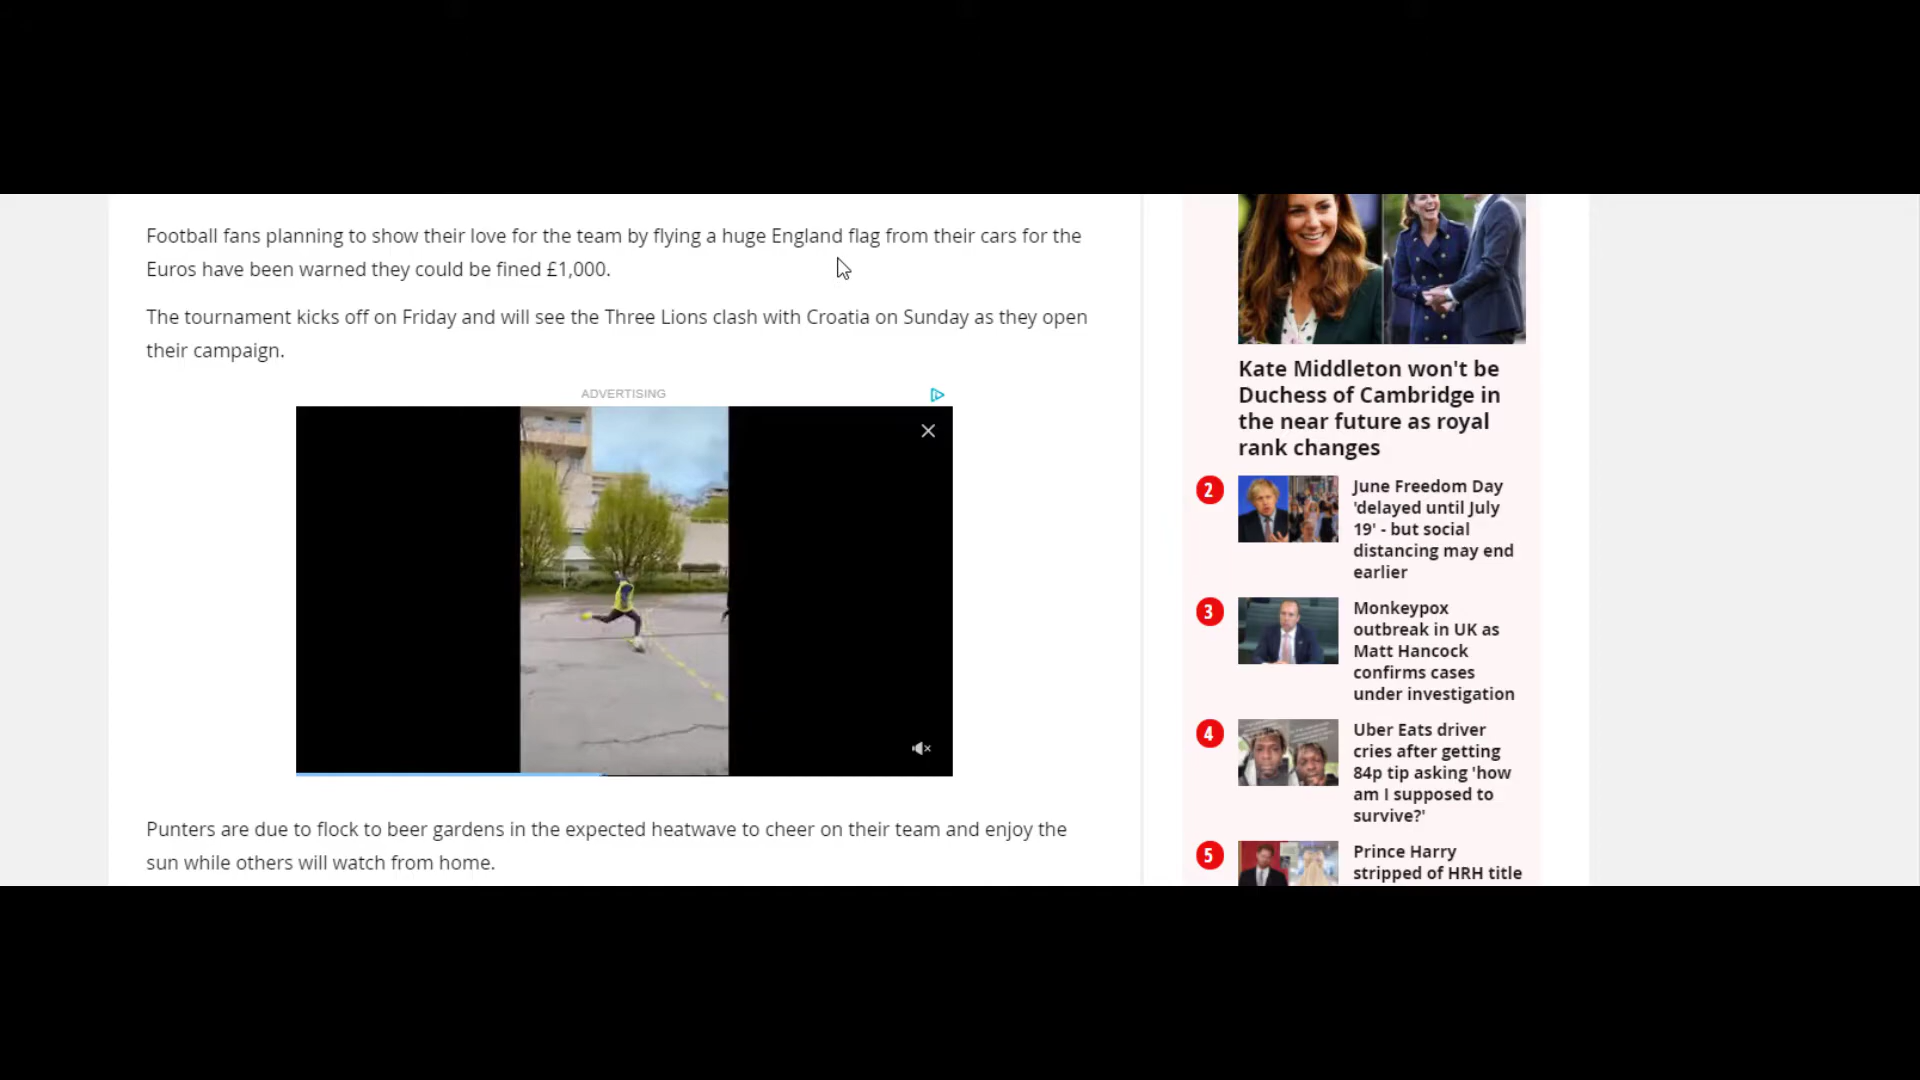 Football fans planning to show their love for the team by flying a huge England flag from their cars for the
Euros have been warned they could be fined £1,000.
The tournament kicks off on Friday and will see the Three Lions clash with Croatia on Sunday as they open
their campaign.
ADVERTISING
Punters are due to flock to beer gardens in the expected heatwave to cheer on their team and enjoy the
sun while others will watch from home.
Kate Middleton won't be
Duchess of Cambridge in
the near future as royal
rank changes
2
June Freedom Day
'delayed until July
19' - but social
distancing may end
earlier
3
Monkeypox
outbreak in UK as
Matt Hancock
confirms cases
under investigation
4
Uber Eats driver
cries after getting
84p tip asking 'how
am I supposed to
survive?'
5
Prince Harry
stripped of HRH title